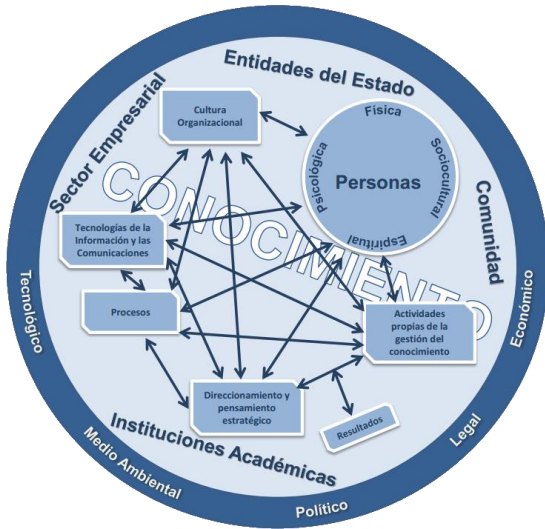 Entidades del Estado
Sector Empresarial
Comunidad
Instituciones Académicas
CONOCIMIENTO
Cultura
Organizacional
Física
Psicológica
Sociocultural
Personas
Espiritual
Tecnologías de la
Información y las
Comunicaciones
Procesos
Actividades
propias de la
gestión del
conocimiento
Direccionamiento y
pensamiento
estratégico
Resultados
Tecnológico
Económico
Medio Ambiental
Legal
Político